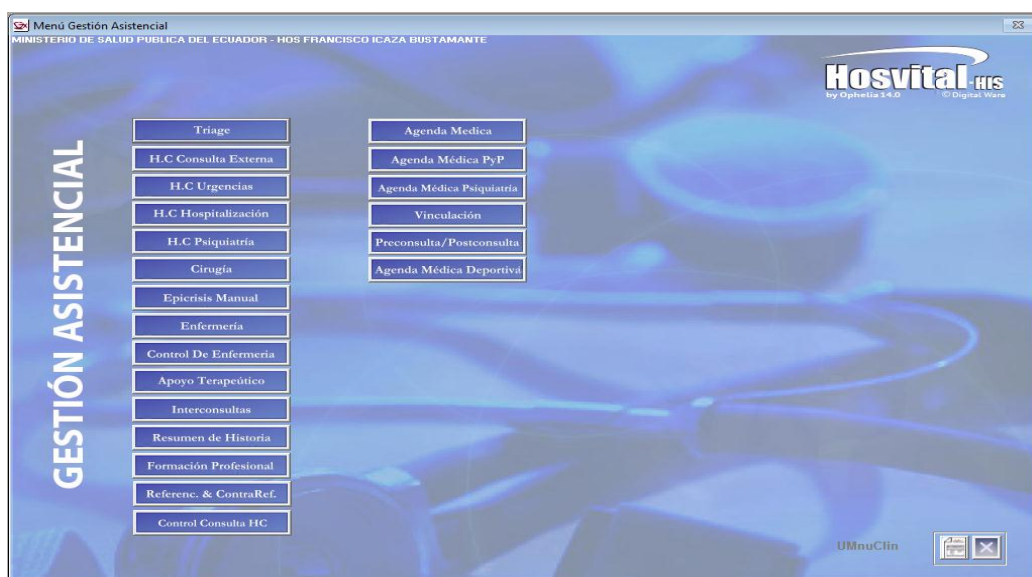 Menú Gestión Asistencial
MINISTERIO DE SALUD PUBLICA DEL ECUADOR - HOS FRANCISCO ICAZA BUSTAMANTE
Hosvital-HIS
by Ophelia 14.0 © Digital Ware
GESTIÓN ASISTENCIAL
Triage
H.C Consulta Externa
H.C Urgencias
H.C Hospitalización
H.C Psiquiatría
Cirugía
Epicrisis Manual
Enfermería
Control De Enfermeria
Apoyo Terapeútico
Interconsultas
Resumen de Historia
Formación Profesional
Referenc. & ContraRef.
Control Consulta HC
Agenda Medica
Agenda Médica PyP
Agenda Médica Psiquiatría
Vinculación
Preconsulta/Postconsulta
Agenda Médica Deportiva
UMnuClin